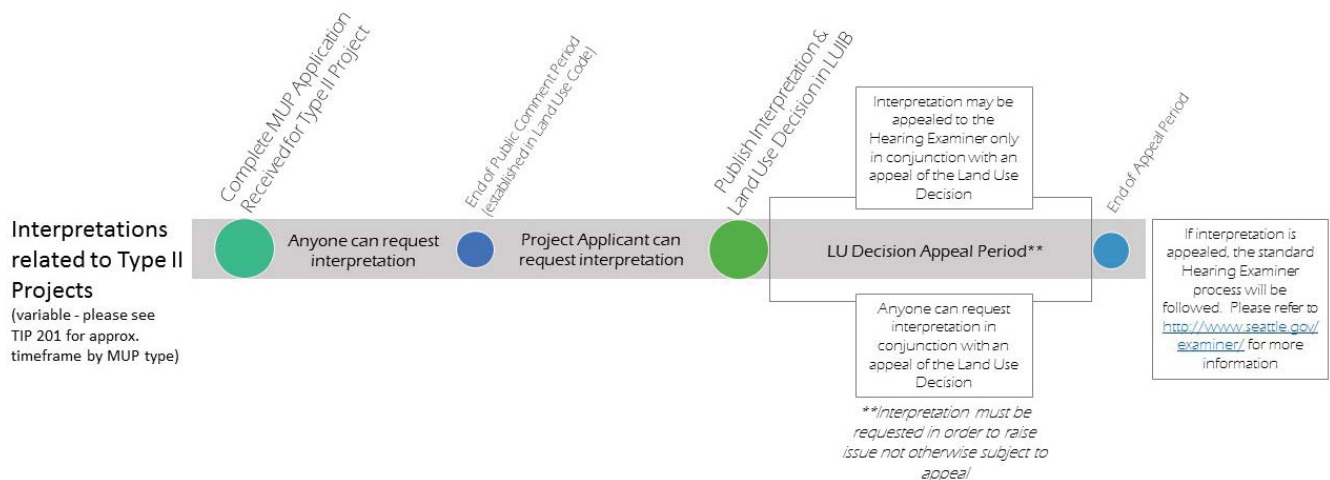 Interpretations
related to Type II
Projects
(variable - please see
TIP 201 for approx.
timeframe by MUP type)
Complete MUP Application
Received for Type II Project
Anyone can request
interpretation
End of Public Comment Period
(established in Land Use Code)
Project Applicant can
request interpretation
Publish Interpretation &
Land Use Decision in LUIB
Interpretation may be
appealed to the
Hearing Examiner only
in conjunction with an
appeal of the Land Use
Decision
LU Decision Appeal Period**
Anyone can request
interpretation in
conjunction with an
appeal of the Land Use
Decision
**Interpretation must be
requested in order to raise
issue not otherwise subject to
appeal
End of Appeal Period
If interpretation is
appealed, the standard
Hearing Examiner
process will be
followed. Please refer to
http://www.seattle.gov/
examiner/ for more
information